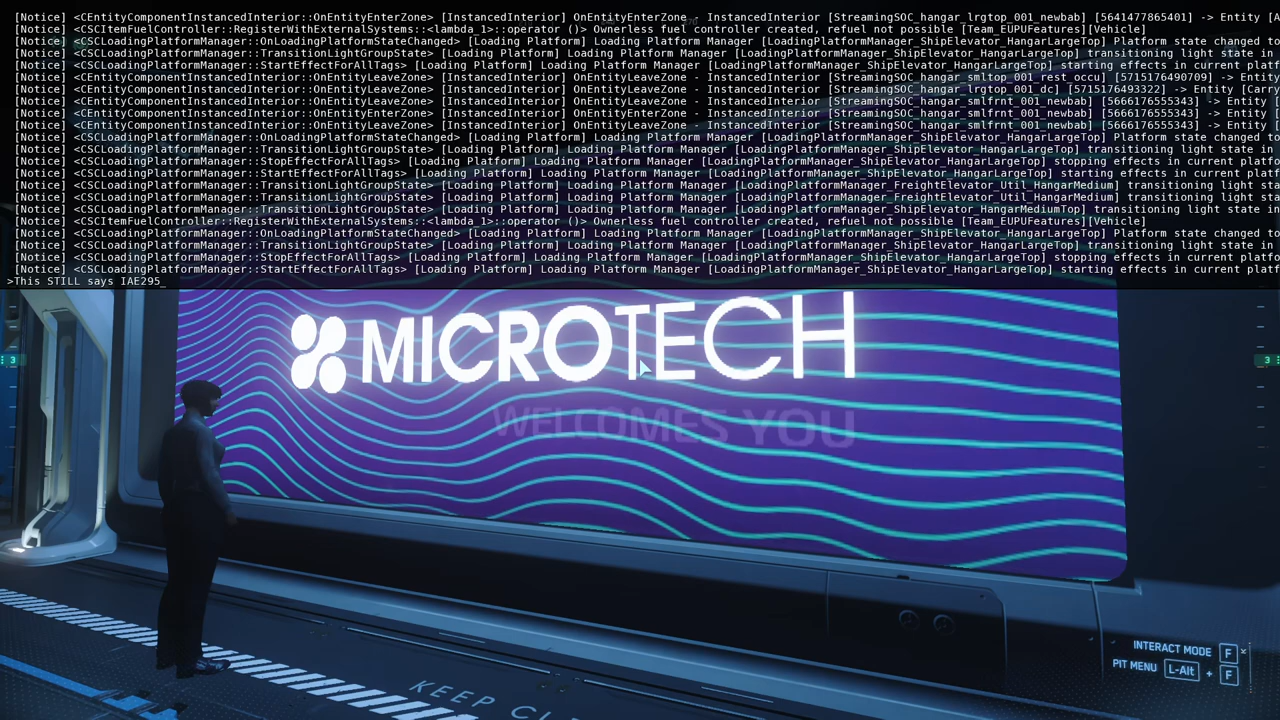 [Notice] <CEntityComponentInstancedInterior::OnEntityEnterZone> [InstancedInterior] OnEntityEnterZone - InstancedInterior [StreamingSOC_hangar_lrgtop_001_newbab] [5641477865401] -> Entity [A
[Notice] <CSCItemFuelController::RegisterWithExternalSystems::<lambda_1>::operator ()> Ownerless fuel controller created, refuel not possible [Team_EUPUFeatures][Vehicle]
[Notice] <CSCLoadingPlatformManager::OnLoadingPlatformStateChanged> [Loading Platform] Loading Platform Manager [LoadingPlatformManager_ShipElevator_HangarLargeTop] Platform state changed to
[Notice] <CSCLoadingPlatformManager::TransitionLightGroupState> [Loading Platform] Loading Platform Manager [LoadingPlatformManager_ShipElevator_HangarLargeTop] transitioning light state in
[Notice] <CSCLoadingPlatformManager::StartEffectForAllTags> [Loading Platform] Loading Platform Manager [LoadingPlatformManager_ShipElevator_HangarLargeTop] starting effects in current platf
[Notice] <CEntityComponentInstancedInterior::OnEntityLeaveZone> [InstancedInterior] OnEntityLeaveZone - InstancedInterior [StreamingSOC_hangar_smltop_001_rest_occu] [5715176490709] -> Entity
[Notice] <CEntityComponentInstancedInterior::OnEntityLeaveZone> [InstancedInterior] OnEntityLeaveZone - InstancedInterior [StreamingSOC_hangar_lrgtop_001_dc] [5715176493322] -> Entity [Carry
[Notice] <CEntityComponentInstancedInterior::OnEntityEnterZone> [InstancedInterior] OnEntityEnterZone - InstancedInterior [StreamingSOC_hangar_smlfrnt_001_newbab] [5666176555343] -> Entity [
[Notice] <CEntityComponentInstancedInterior::OnEntityLeaveZone> [InstancedInterior] OnEntityLeaveZone - InstancedInterior [StreamingSOC_hangar_smlfrnt_001_newbab] [5666176555343] -> Entity [
[Notice] <CEntityComponentInstancedInterior::OnEntityLeaveZone> [InstancedInterior] OnEntityLeaveZone - InstancedInterior [StreamingSOC_hangar_smlfrnt_001_newbab] [5666176555343] -> Entity [
[Notice] <CSCLoadingPlatformManager::OnLoadingPlatformStateChanged> [Loading Platform] Loading Platform Manager [LoadingPlatformManager_ShipElevator_HangarLargeTop] Platform state changed to
[Notice] <CSCLoadingPlatformManager::TransitionLightGroupState> [Loading Platform] Loading Platform Manager [LoadingPlatformManager_ShipElevator_HangarLargeTop] transitioning light state in
[Notice] <CSCLoadingPlatformManager::StopEffectForAllTags> [Loading Platform] Loading Platform Manager [LoadingPlatformManager_ShipElevator_HangarLargeTop] stopping effects in current platfo
[Notice] <CSCLoadingPlatformManager::StartEffectForAllTags> [Loading Platform] Loading Platform Manager [LoadingPlatformManager_ShipElevator_HangarLargeTop] starting effects in current platf
[Notice] <CSCLoadingPlatformManager::TransitionLightGroupState> [Loading Platform] Loading Platform Manager [LoadingPlatformManager_FreightElevator_Util_HangarMedium] transitioning light sta
[Notice] <CSCLoadingPlatformManager::TransitionLightGroupState> [Loading Platform] Loading Platform Manager [LoadingPlatformManager_FreightElevator_Util_HangarMedium] transitioning light sta
[Notice] <CSCLoadingPlatformManager::TransitionLightGroupState> [Loading Platform] Loading Platform Manager [LoadingPlatformManager_ShipElevator_HangarMediumTop] transitioning light state in
[Notice] <CSCItemFuelController::RegisterWithExternalSystems::<lambda_1>::operator ()> Ownerless fuel controller created, refuel not possible [Team_EUPUFeatures][Vehicle]
[Notice] <CSCLoadingPlatformManager::OnLoadingPlatformStateChanged> [Loading Platform] Loading Platform Manager [LoadingPlatformManager_ShipElevator_HangarLargeTop] Platform state changed to
[Notice] <CSCLoadingPlatformManager::TransitionLightGroupState> [Loading Platform] Loading Platform Manager [LoadingPlatformManager_ShipElevator_HangarLargeTop] transitioning light state in
[Notice] <CSCLoadingPlatformManager::StopEffectForAllTags> [Loading Platform] Loading Platform Manager [LoadingPlatformManager_ShipElevator_HangarLargeTop] stopping effects in current platfo
[Notice] <CSCLoadingPlatformManager::StartEffectForAllTags> [Loading Platform] Loading Platform Manager [LoadingPlatformManager_ShipElevator_HangarLargeTop] starting effects in current platf
>This STILL says IAE295_
MICROTECH
WELCOMES YOU
3
3
INTERACT MODE F
PIT MENU L-Alt + F
KEEP CL